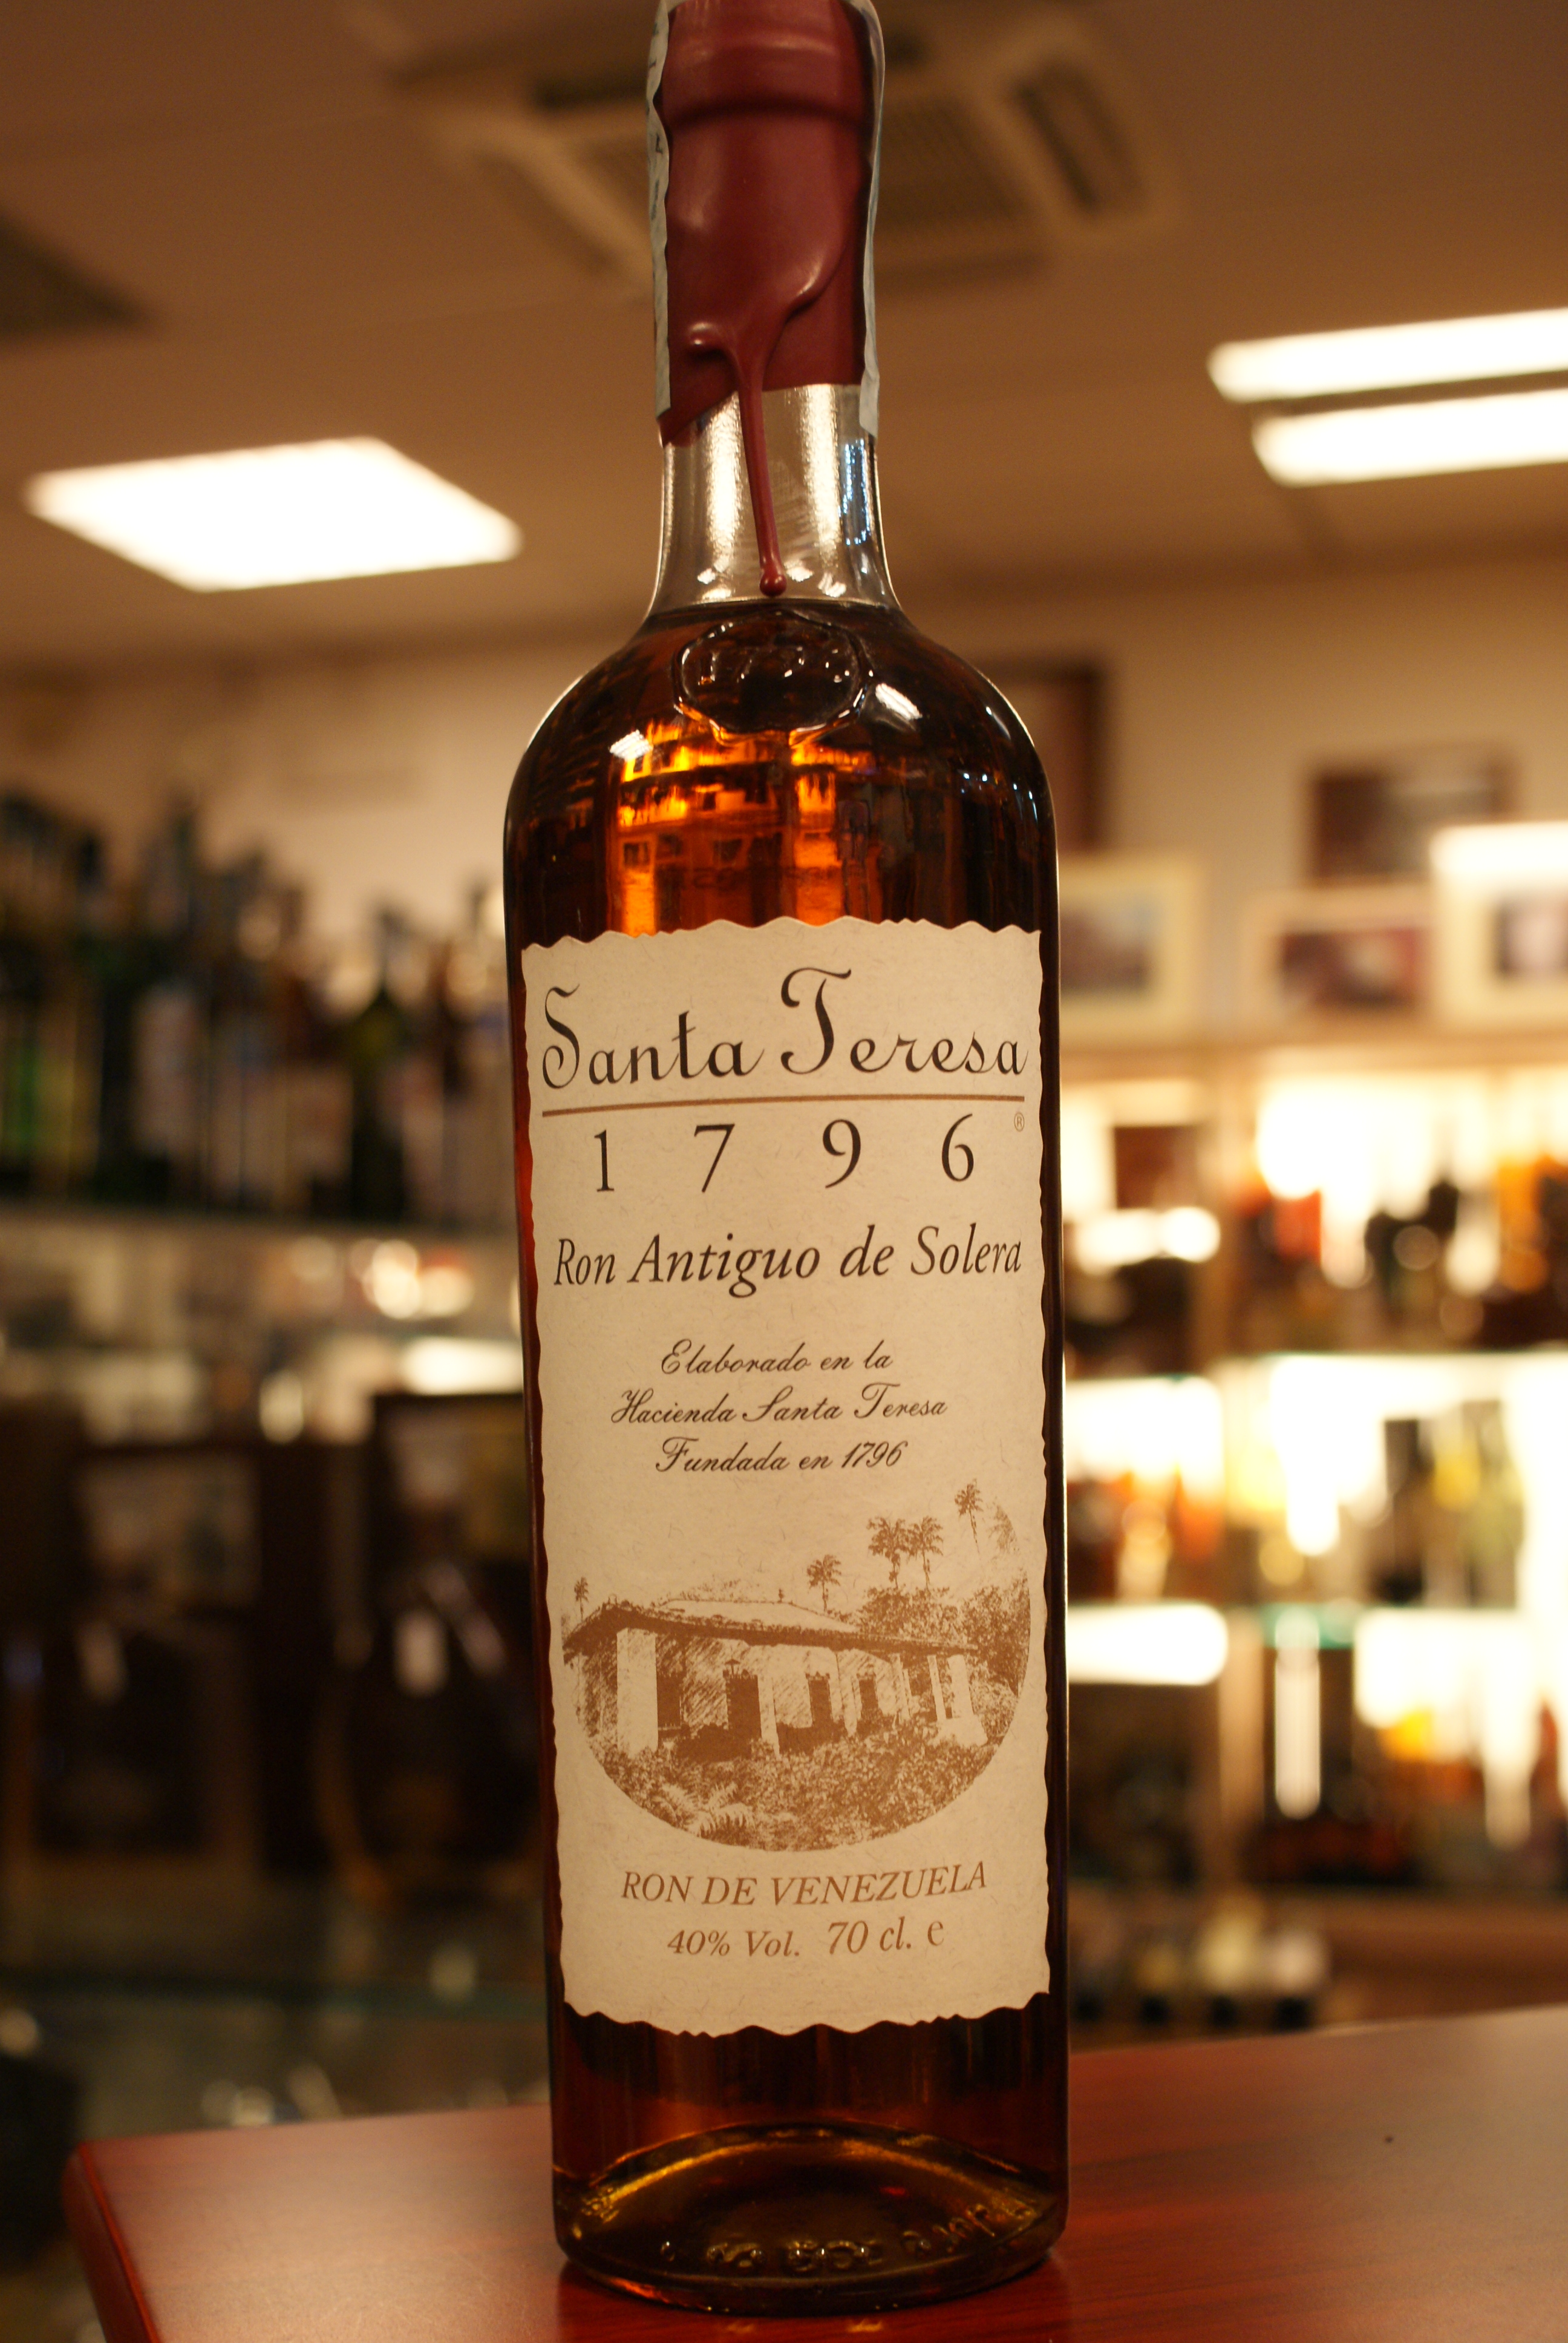 Santa Teresa
1796®
Ron Antiguo de Solera
Elaborado en la
Hacienda Santa Teresa
Fundada en 1796
RON DE VENEZUELA
40% Vol. 70 cl. e